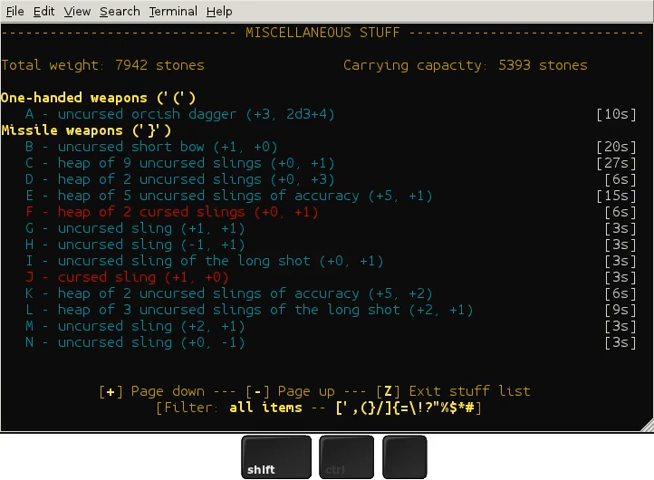 File Edit View Search Terminal Help
---------------------------- MISCELLANEOUS STUFF ----------------------------
Total weight: 7942 stones Carrying capacity: 5393 stones
One-handed weapons ('(')
A - uncursed orcish dagger (+3, 2d3+4) [10s]
Missile weapons ('}')
B - uncursed short bow (+1, +0) [20s]
C - heap of 9 uncursed slings (+0, +1) [27s]
D - heap of 2 uncursed slings (+0, +3) [6s]
E - heap of 5 uncursed slings of accuracy (+5, +1) [15s]
F - heap of 2 cursed slings (+0, +1) [6s]
G - uncursed sling (+1, +1) [3s]
H - uncursed sling (-1, +1) [3s]
I - uncursed sling of the long shot (+0, +1) [3s]
J - cursed sling (+1, +0) [3s]
K - heap of 2 uncursed slings of accuracy (+5, +2) [6s]
L - heap of 3 uncursed slings of the long shot (+2, +1) [9s]
M - uncursed sling (+2, +1) [3s]
N - uncursed sling (+0, -1) [3s]
[+] Page down --- [-] Page up --- [Z] Exit stuff list
[Filter: all items -- [',(}/]{=\!?"%$*#]
shift ctrl